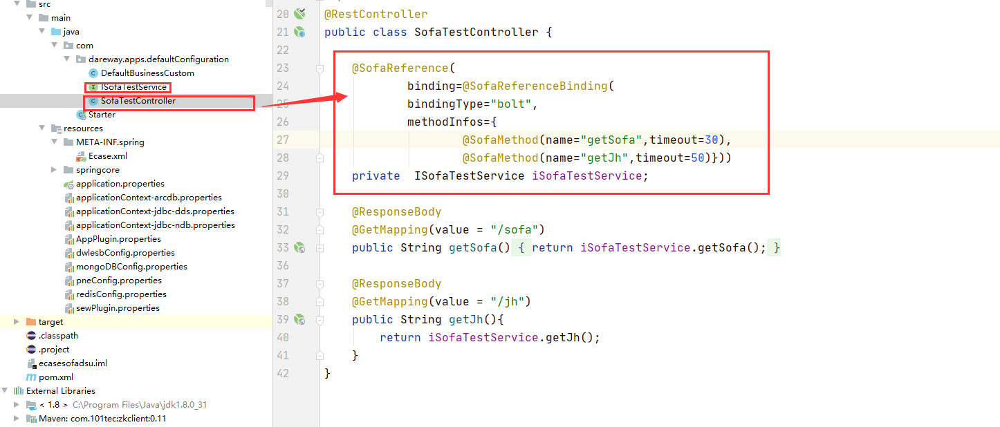 src
main
java
com
dareway.apps.defaultConfiguration
DefaultBusinessCustom
ISofaTestService
SofaTestController
Starter
resources
META-INF.spring
Ecase.xml
springcore
application.properties
applicationContext-arcdb.properties
applicationContext-jdbc-dds.properties
applicationContext-jdbc-ndb.properties
AppPlugin.properties
dwlesbConfig.properties
mongoDBConfig.properties
pneConfig.properties
redisConfig.properties
sewPlugin.properties
target
.classpath
.project
ecasesofadsu.iml
pom.xml
External Libraries
< 1.8 > C:\Program Files\Java\jdk1.8.0_31
Maven: com.101tec:zkclient:0.11
20 @RestController
21 public class SofaTestController {
22
23 @SofaReference(
24 binding=@SofaReferenceBinding(
25 bindingType="bolt",
26 methodInfos={
27 @SofaMethod(name="getSofa",timeout=30),
28 @SofaMethod(name="getJh",timeout=50)}))
29 private ISofaTestService iSofaTestService;
30
31 @ResponseBody
32 @GetMapping(value = "/sofa")
33 public String getSofa() { return iSofaTestService.getSofa(); }
36
37 @ResponseBody
38 @GetMapping(value = "/jh")
39 public String getJh(){
40 return iSofaTestService.getJh();
41 }
42 }